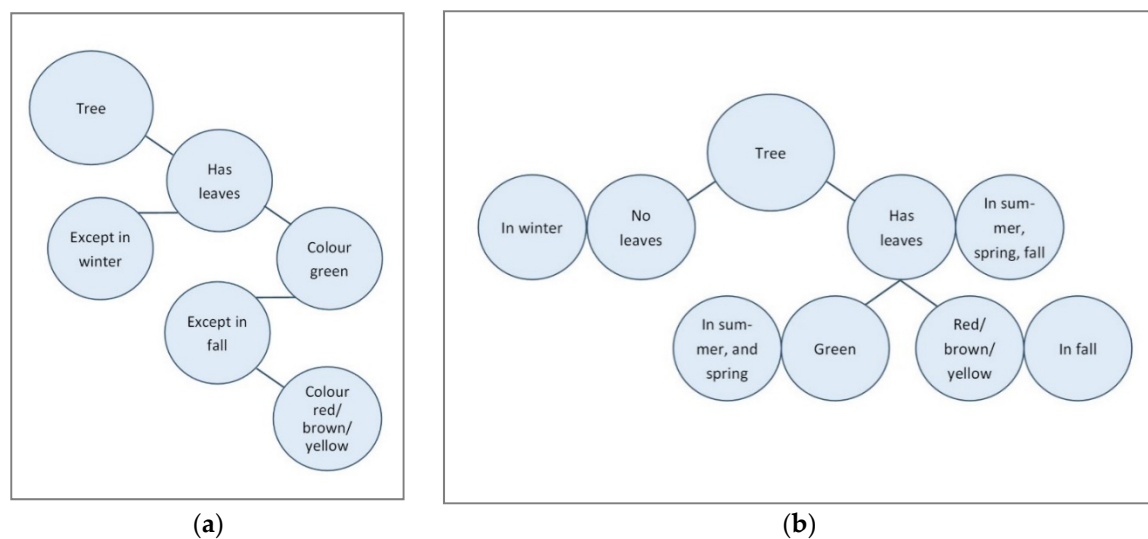 Tree
Has
leaves
Except in
winter
Colour
green
Except in
fall
Colour
red/
brown/
yellow
(a)
Tree
In winter
No
leaves
Has
leaves
In sum-
mer,
spring, fall
In sum-
mer, and
spring
Green
Red/
brown/
yellow
In fall
(b)